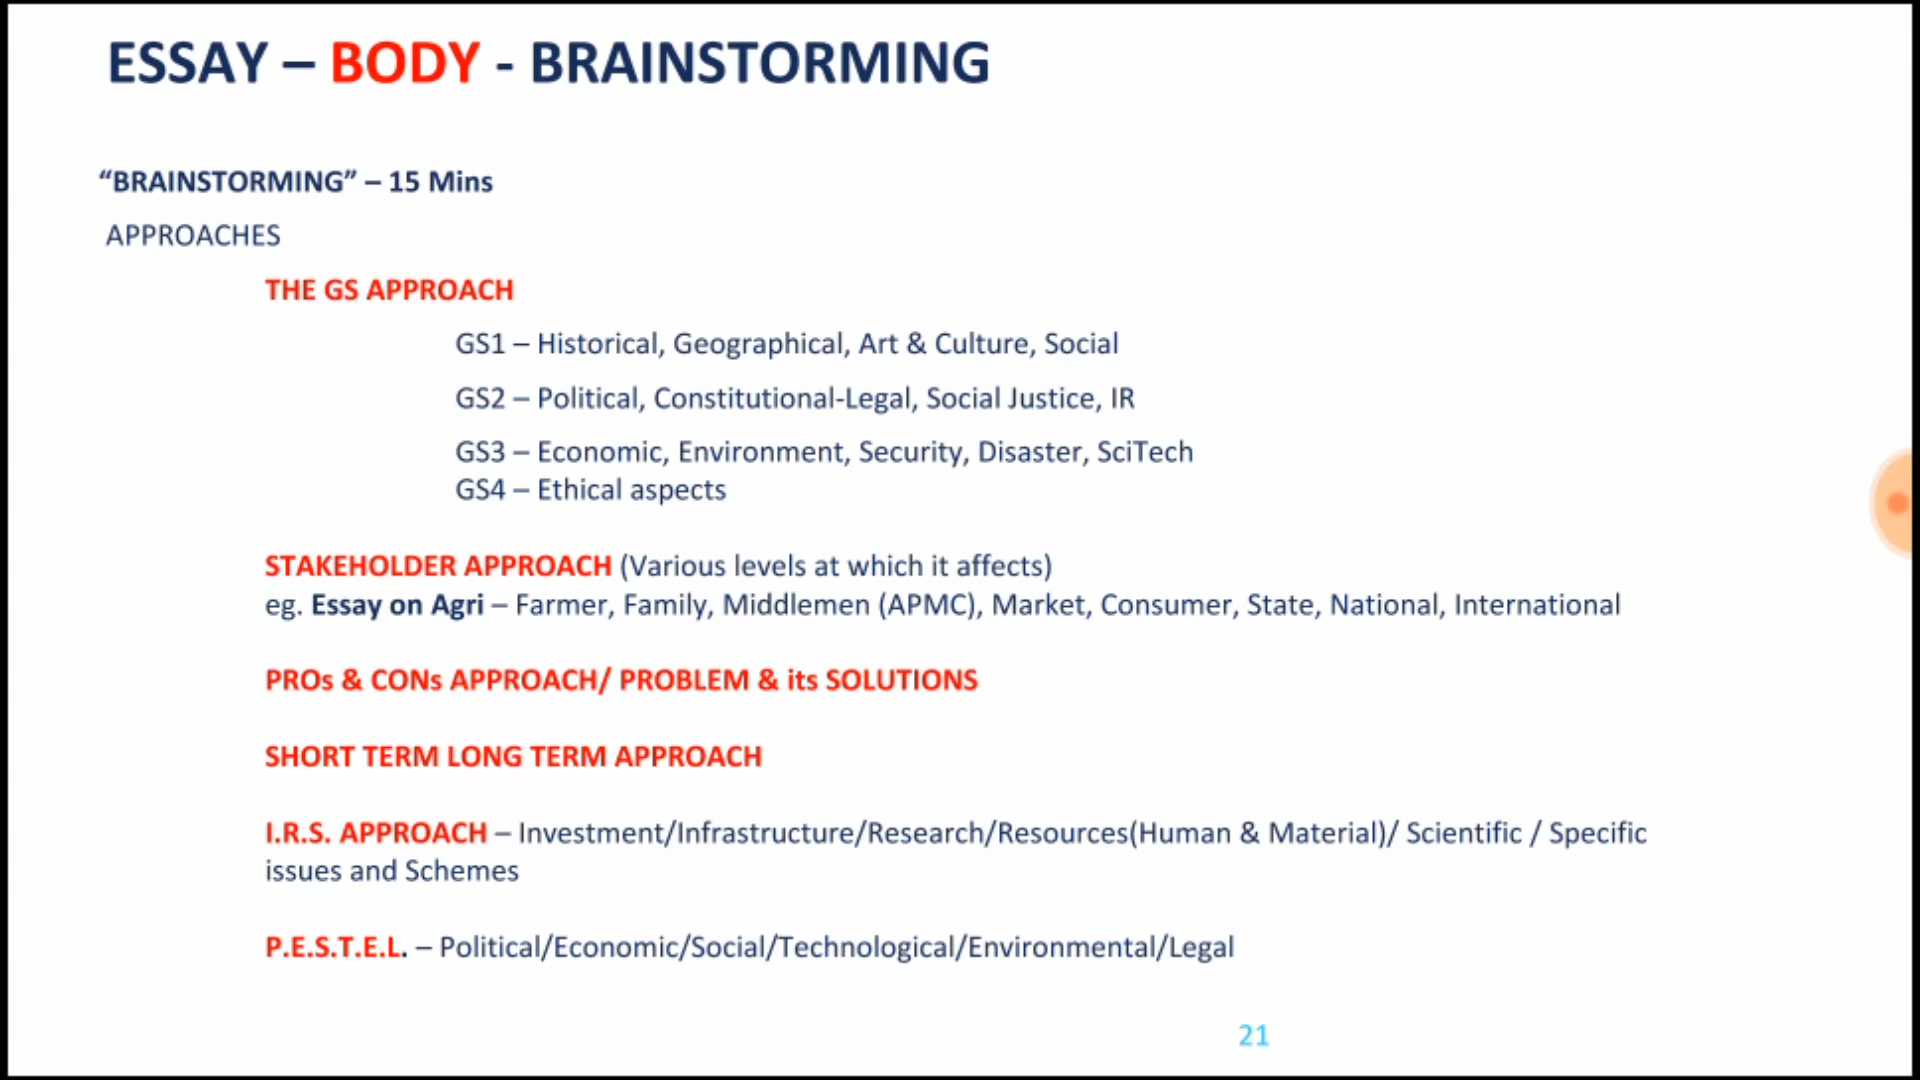 ESSAY – BODY - BRAINSTORMING
“BRAINSTORMING” – 15 Mins
APPROACHES
THE GS APPROACH
GS1 – Historical, Geographical, Art & Culture, Social
GS2 – Political, Constitutional-Legal, Social Justice, IR
GS3 – Economic, Environment, Security, Disaster, SciTech
GS4 – Ethical aspects
STAKEHOLDER APPROACH (Various levels at which it affects)
eg. Essay on Agri – Farmer, Family, Middlemen (APMC), Market, Consumer, State, National, International
PROs & CONs APPROACH/ PROBLEM & its SOLUTIONS
SHORT TERM LONG TERM APPROACH
I.R.S. APPROACH – Investment/Infrastructure/Research/Resources(Human & Material)/ Scientific / Specific
issues and Schemes
P.E.S.T.E.L. – Political/Economic/Social/Technological/Environmental/Legal
21